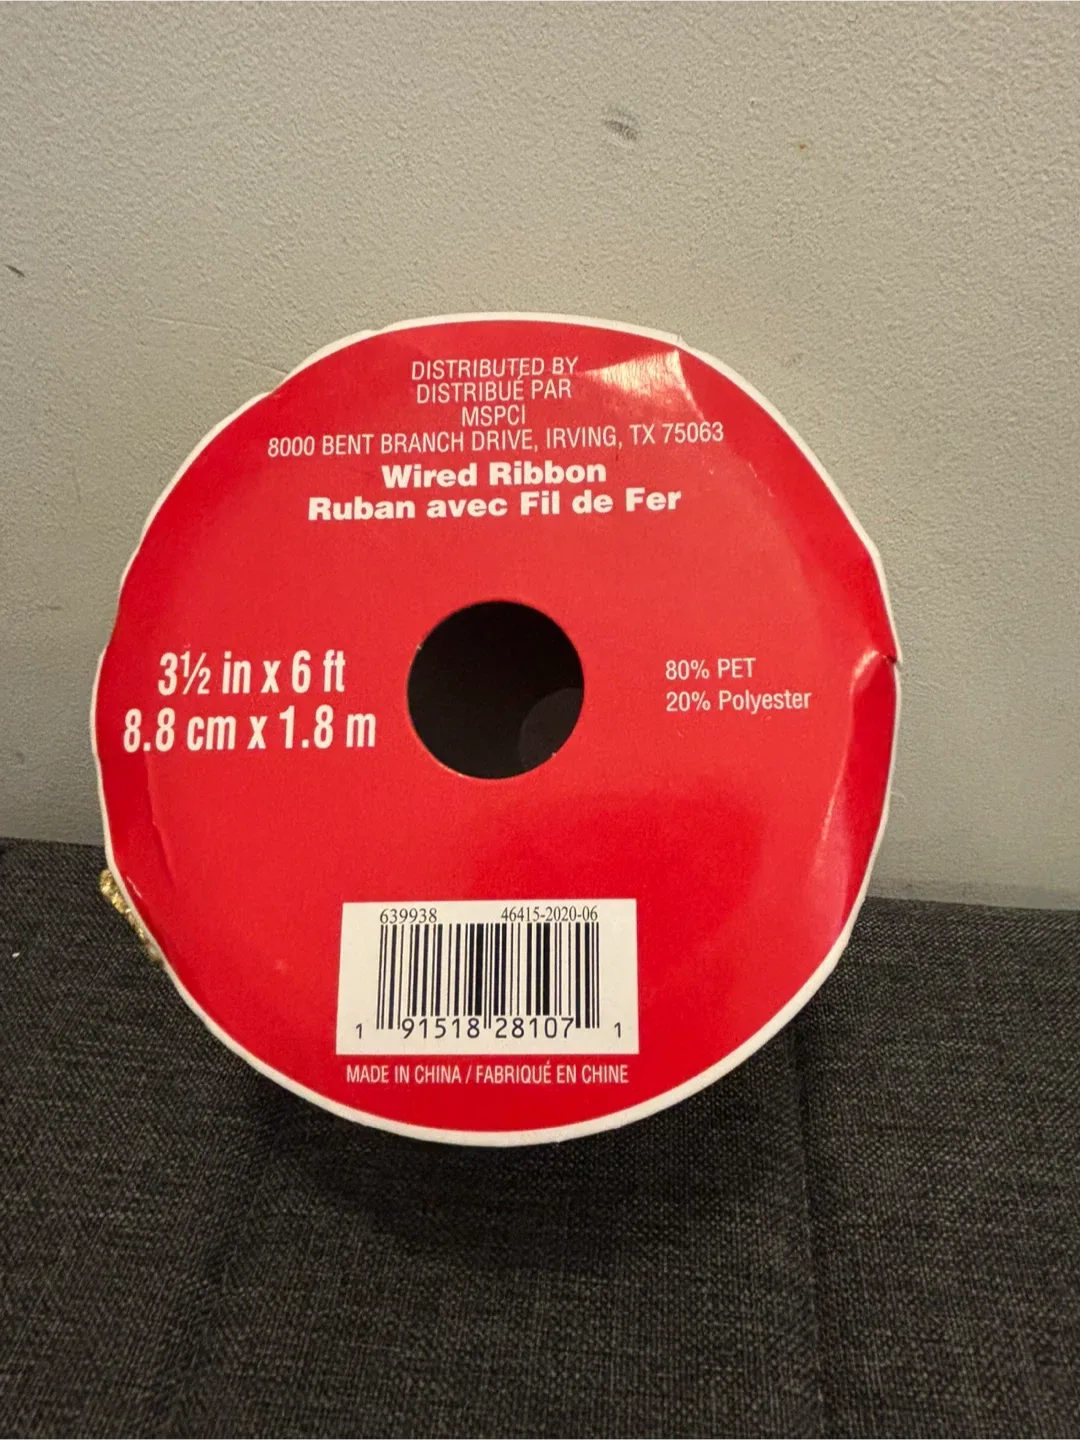 DISTRIBUTED BY
DISTRIBUÉ PAR
MSPCI
8000 BENT BRANCH DRIVE, IRVING, TX 75063
Wired Ribbon
Ruban avec Fil de Fer
3½ in x 6 ft
8.8 cm x 1.8 m
80% PET
20% Polyester
639938 46415-2020-06
1 91518 28107 1
MADE IN CHINA / FABRIQUÉ EN CHINE